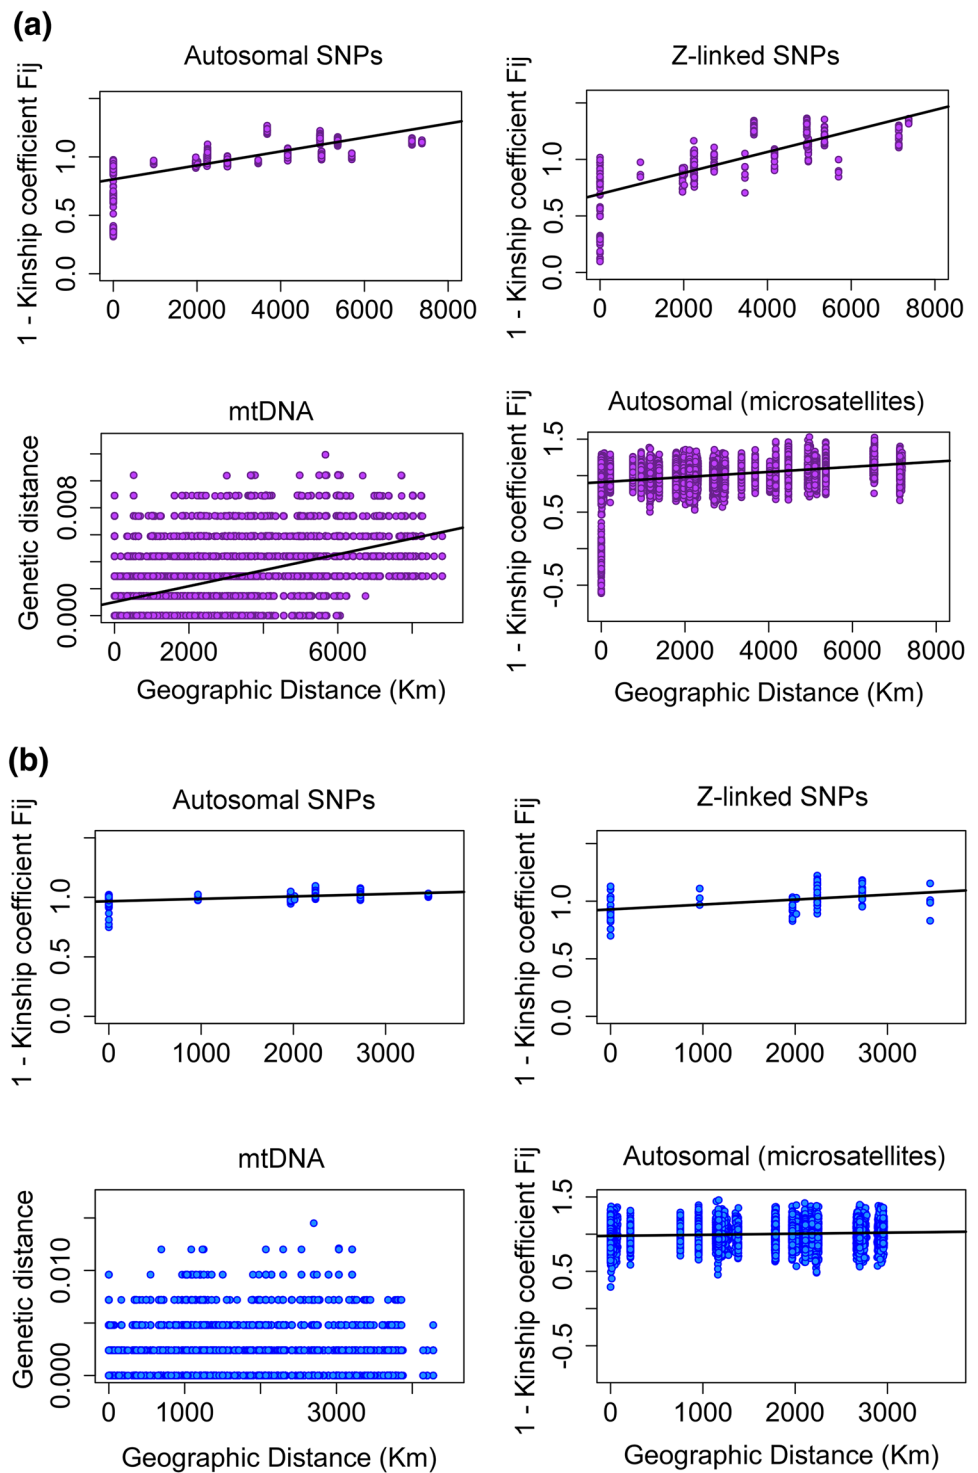 (a)
Autosomal SNPs
Z-linked SNPs
1 - Kinship coefficient Fij
0.0 0.5 1.0
0 2000 4000 6000 8000
1 - Kinship coefficient Fij
0.0 0.5 1.0
0 2000 4000 6000 8000
mtDNA
Autosomal (microsatellites)
Genetic distance
0.000 0.008
0 2000 6000
Geographic Distance (Km)
1 - Kinship coefficient Fij
-0.5 0.5 1.5
0 2000 4000 6000 8000
Geographic Distance (Km)
(b)
Autosomal SNPs
Z-linked SNPs
1 - Kinship coefficient Fij
0.0 0.5 1.0
0 1000 2000 3000
1 - Kinship coefficient Fij
0.0 0.5 1.0
0 1000 2000 3000
mtDNA
Autosomal (microsatellites)
Genetic distance
0.000 0.010
0 1000 3000
Geographic Distance (Km)
1 - Kinship coefficient Fij
-0.5 0.5 1.5
0 1000 2000 3000
Geographic Distance (Km)